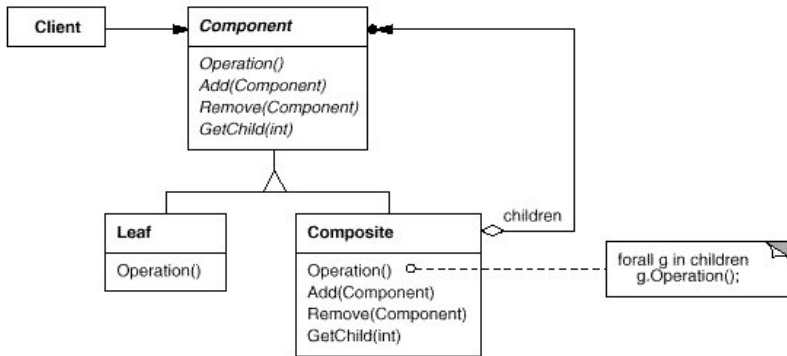 Client
Component
Operation()
Add(Component)
Remove(Component)
GetChild(int)
Leaf
Operation()
Composite
Operation()
Add(Component)
Remove(Component)
GetChild(int)
children
forall g in children
g.Operation();